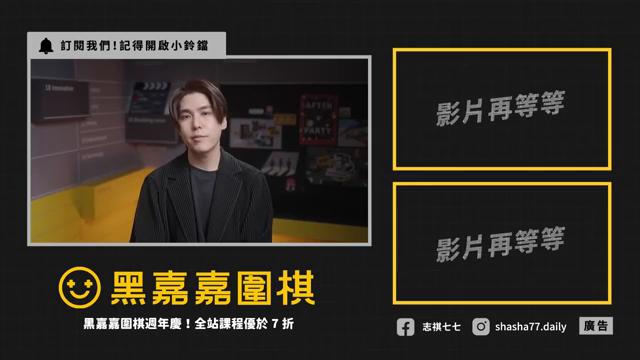 訂閱我們！記得開啟小鈴鐺
AFTER
PARTY
影片再等等
影片再等等
黑嘉嘉圍棋
黑嘉嘉圍棋週年慶！全站課程優於 7 折
志祺七七
shasha77.daily
廣告